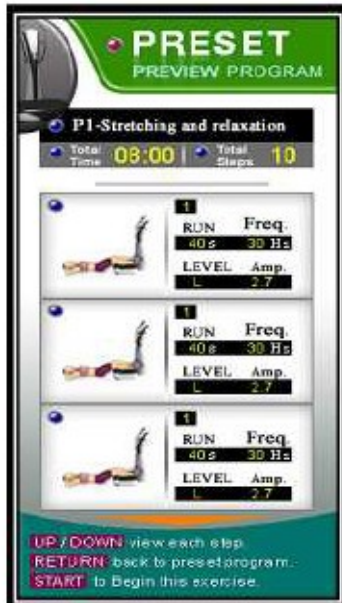 PRESET
PREVIEW PROGRAM
P1-Stretching and relaxation
Total Time 08:00 | Total Steps 10
1
RUN Freq.
40s 30 Hs
LEVEL Amp.
L 2.7
1
RUN Freq.
40s 30 Hs
LEVEL Amp.
L 2.7
1
RUN Freq.
40s 30 Hs
LEVEL Amp.
L 2.7
UP / DOWN view each step.
RETURN back to preset program.
START to Begin this exercise.